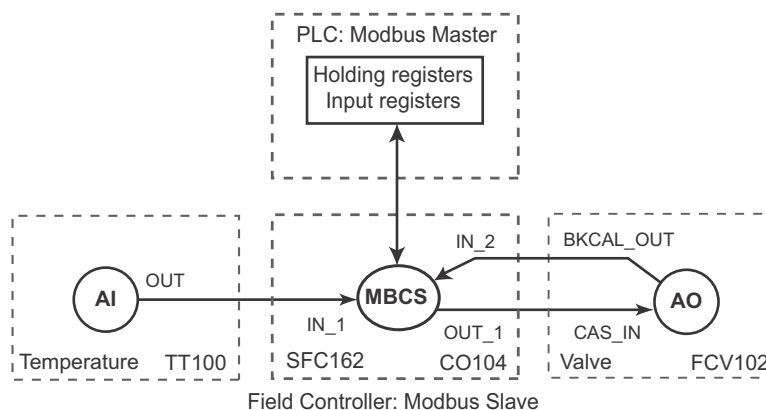 PLC: Modbus Master
Holding registers
Input registers
IN_2
BKCAL_OUT
OUT
AI
MBCS
AO
IN_1
OUT_1
CAS_IN
Temperature
TT100
SFC162
CO104
Valve
FCV102
Field Controller: Modbus Slave